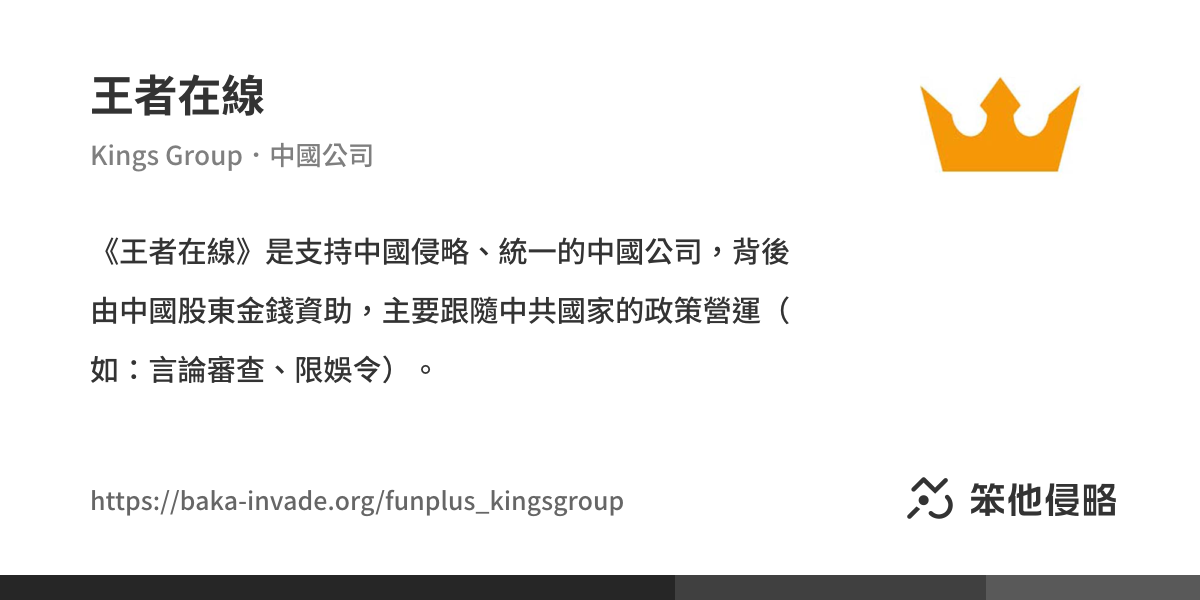 王者在線
Kings Group・中國公司
《王者在線》是支持中國侵略、統一的中國公司，背後
由中國股東金錢資助，主要跟隨中共國家的政策營運（
如：言論審查、限娛令）。
https://baka-invade.org/funplus_kingsgroup
笨他侵略